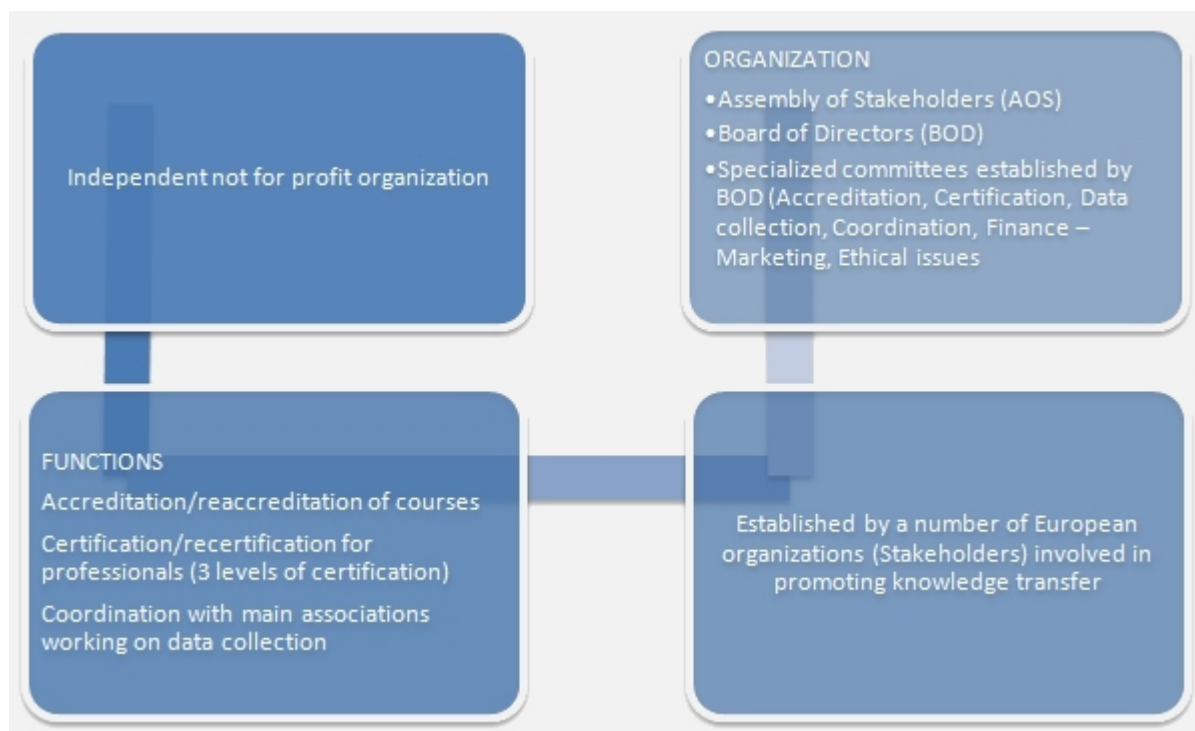 Independent not for profit organization
FUNCTIONS
Accreditation/reaccreditation of courses
Certification/recertification for
professionals (3 levels of certification)
Coordination with main associations
working on data collection
Established by a number of European
organizations (Stakeholders) involved in
promoting knowledge transfer
ORGANIZATION
•Assembly of Stakeholders (AOS)
•Board of Directors (BOD)
•Specialized committees established by
BOD (Accreditation, Certification, Data
collection, Coordination, Finance –
Marketing, Ethical issues